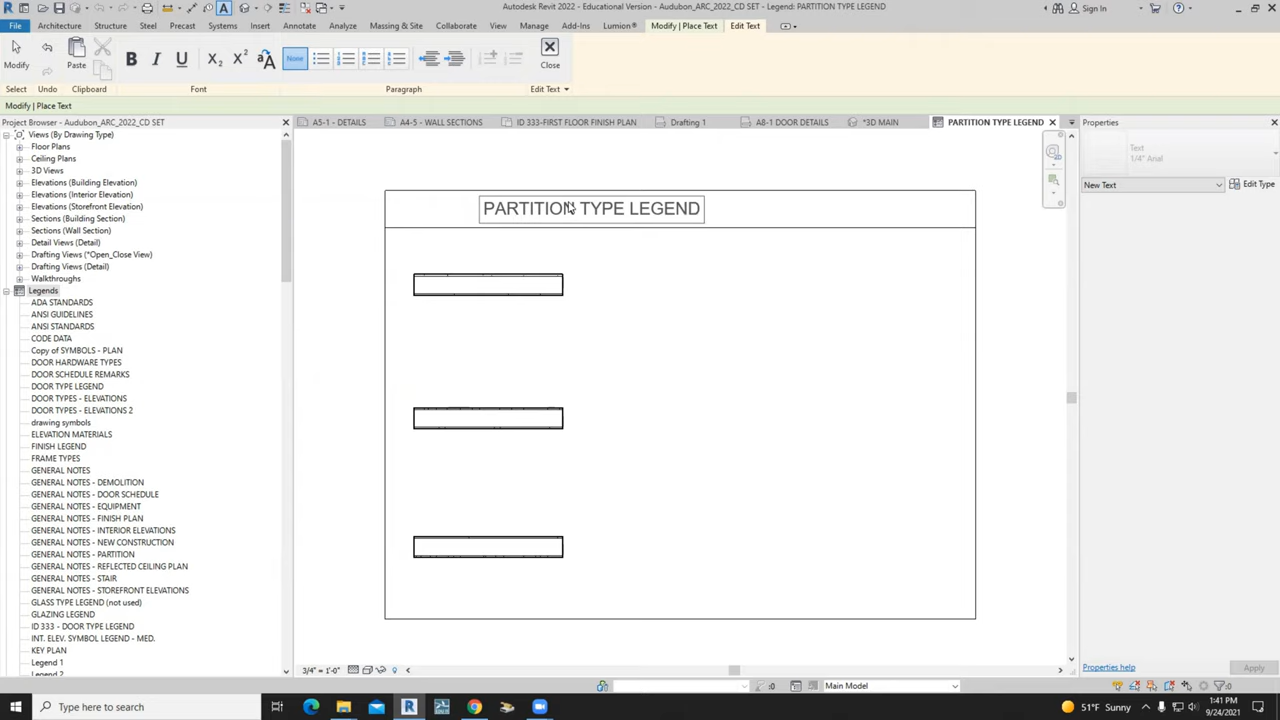 Autodesk Revit 2022 - Educational Version - Audubon_ARC_2022_CD SET - Legend: PARTITION TYPE LEGEND
Sign In
File Architecture Structure Steel Precast Systems Insert Annotate Analyze Massing & Site Collaborate View Manage Add-Ins Lumion® Modify | Place Text Edit Text
Modify Paste B I U X₂ X² None Close
Select Undo Clipboard Font Paragraph Edit Text
Modify | Place Text
Project Browser - Audubon_ARC_2022_CD SET
A5-1 - DETAILS A4-5 - WALL SECTIONS ID 333-FIRST FLOOR FINISH PLAN Drafting 1 A8-1 DOOR DETAILS *3D MAIN PARTITION TYPE LEGEND
Properties
Views (By Drawing Type)
Floor Plans
Ceiling Plans
3D Views
Elevations (Building Elevation)
Elevations (Interior Elevation)
Elevations (Storefront Elevation)
Sections (Building Section)
Sections (Wall Section)
Detail Views (Detail)
Drafting Views (*Open_Close View)
Drafting Views (Detail)
Walkthroughs
Legends
ADA STANDARDS
ANSI GUIDELINES
ANSI STANDARDS
CODE DATA
Copy of SYMBOLS - PLAN
DOOR HARDWARE TYPES
DOOR SCHEDULE REMARKS
DOOR TYPE LEGEND
DOOR TYPES - ELEVATIONS
DOOR TYPES - ELEVATIONS 2
drawing symbols
ELEVATION MATERIALS
FINISH LEGEND
FRAME TYPES
GENERAL NOTES
GENERAL NOTES - DEMOLITION
GENERAL NOTES - DOOR SCHEDULE
GENERAL NOTES - EQUIPMENT
GENERAL NOTES - FINISH PLAN
GENERAL NOTES - INTERIOR ELEVATIONS
GENERAL NOTES - NEW CONSTRUCTION
GENERAL NOTES - PARTITION
GENERAL NOTES - REFLECTED CEILING PLAN
GENERAL NOTES - STAIR
GENERAL NOTES - STOREFRONT ELEVATIONS
GLASS TYPE LEGEND (not used)
GLAZING LEGEND
ID 333 - DOOR TYPE LEGEND
INT. ELEV. SYMBOL LEGEND - MED.
KEY PLAN
Legend 1
Legend 2
PARTITION TYPE LEGEND
Text
1/4" Arial
New Text Edit Type
Properties help Apply
3/4" = 1'-0"
:0 Main Model :0
Type here to search
51°F Sunny
1:41 PM
9/24/2021